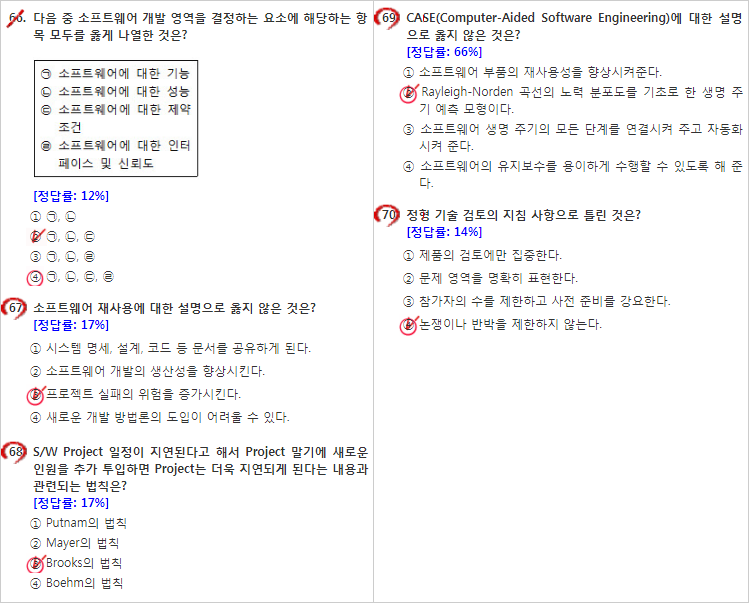 66. 다음 중 소프트웨어 개발 영역을 결정하는 요소에 해당하는 항
목 모두를 옳게 나열한 것은?
㉠ 소프트웨어에 대한 기능
㉡ 소프트웨어에 대한 성능
㉢ 소프트웨어에 대한 제약
조건
㉣ 소프트웨어에 대한 인터
페이스 및 신뢰도
[정답률: 12%]
① ㉠, ㉡
② ㉠, ㉡, ㉢
③ ㉠, ㉡, ㉣
④ ㉠, ㉡, ㉢, ㉣
67. 소프트웨어 재사용에 대한 설명으로 옳지 않은 것은?
[정답률: 17%]
① 시스템 명세, 설계, 코드 등 문서를 공유하게 된다.
② 소프트웨어 개발의 생산성을 향상시킨다.
③ 프로젝트 실패의 위험을 증가시킨다.
④ 새로운 개발 방법론의 도입이 어려울 수 있다.
68. S/W Project 일정이 지연된다고 해서 Project 말기에 새로운
인원을 추가 투입하면 Project는 더욱 지연되게 된다는 내용과
관련되는 법칙은?
[정답률: 17%]
① Putnam의 법칙
② Mayer의 법칙
③ Brooks의 법칙
④ Boehm의 법칙
69. CASE(Computer-Aided Software Engineering)에 대한 설명
으로 옳지 않은 것은?
[정답률: 66%]
① 소프트웨어 부품의 재사용성을 향상시켜준다.
② Rayleigh-Norden 곡선의 노력 분포도를 기초로 한 생명 주
기 예측 모형이다.
③ 소프트웨어 생명 주기의 모든 단계를 연결시켜 주고 자동화
시켜 준다.
④ 소프트웨어의 유지보수를 용이하게 수행할 수 있도록 해 준
다.
70. 정형 기술 검토의 지침 사항으로 틀린 것은?
[정답률: 14%]
① 제품의 검토에만 집중한다.
② 문제 영역을 명확히 표현한다.
③ 참가자의 수를 제한하고 사전 준비를 강요한다.
④ 논쟁이나 반박을 제한하지 않는다.